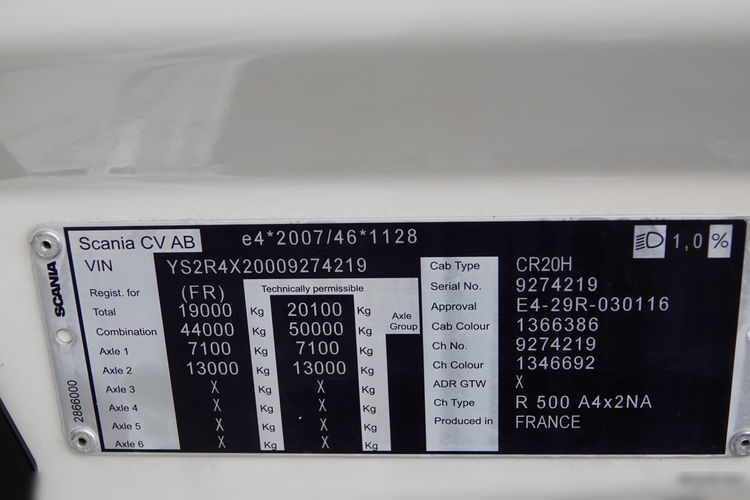 Scania CV AB e4*2007/46*1128 1,0 %
VIN YS2R4X20009274219
Regist. for (FR) Technically permissible
Total 19000 Kg 20100 Kg Axle Group
Combination 44000 Kg 50000 Kg
Axle 1 7100 Kg 7100 Kg
Axle 2 13000 Kg 13000 Kg
Axle 3 X Kg X Kg
Axle 4 X Kg X Kg
Axle 5 X Kg X Kg
Axle 6 X Kg X Kg
Cab Type CR20H
Serial No. 9274219
Approval E4-29R-030116
Cab Colour 1366386
Ch No. 9274219
Ch Colour 1346692
ADR GTW X
Ch Type R 500 A4x2NA
Produced in FRANCE
SCANIA
2866000